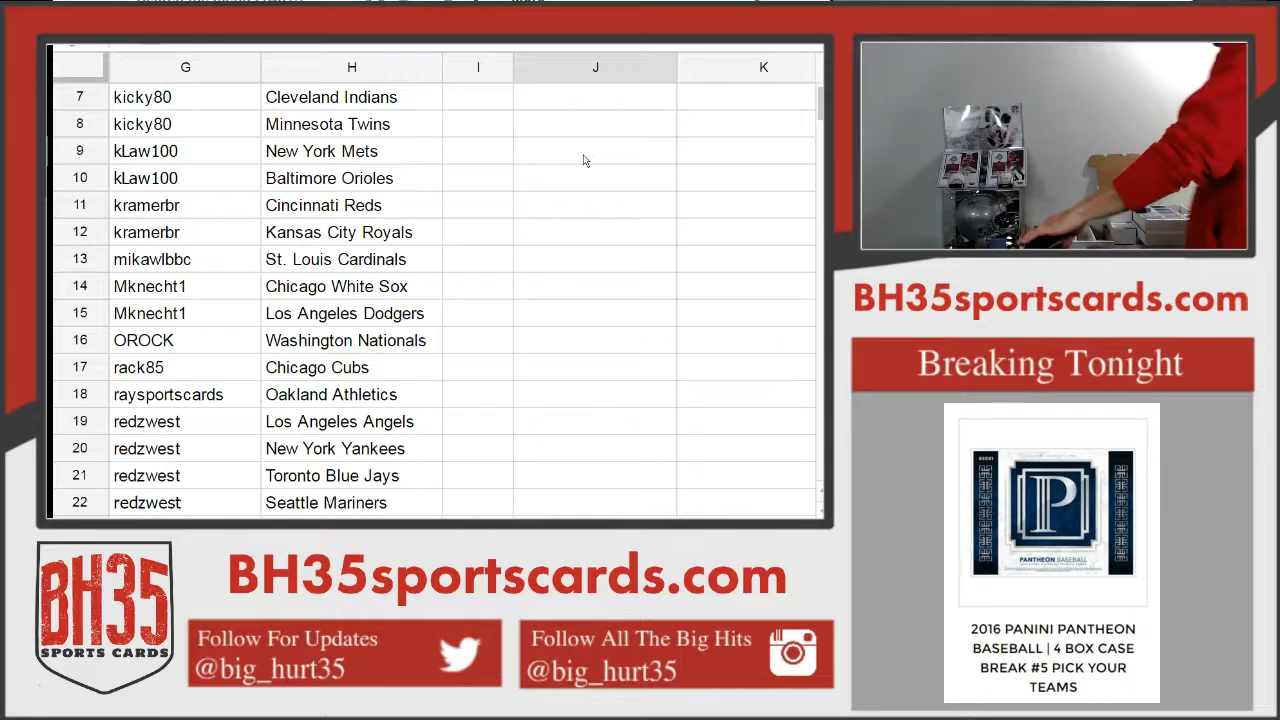 G H I J K
7 kicky80 Cleveland Indians
8 kicky80 Minnesota Twins
9 kLaw100 New York Mets
10 kLaw100 Baltimore Orioles
11 kramerbr Cincinnati Reds
12 kramerbr Kansas City Royals
13 mikawlbbc St. Louis Cardinals
14 Mknecht1 Chicago White Sox
15 Mknecht1 Los Angeles Dodgers
16 OROCK Washington Nationals
17 rack85 Chicago Cubs
18 raysportscards Oakland Athletics
19 redzwest Los Angeles Angels
20 redzwest New York Yankees
21 redzwest Toronto Blue Jays
22 redzwest Seattle Mariners
BH35sportscards.com
Breaking Tonight
P
PANTHEON BASEBALL
2016 PANINI PANTHEON
BASEBALL | 4 BOX CASE
BREAK #5 PICK YOUR
TEAMS
BH35
SPORTS CARDS
BH35sportscards.com
Follow For Updates
@big_hurt35
Follow All The Big Hits
@big_hurt35